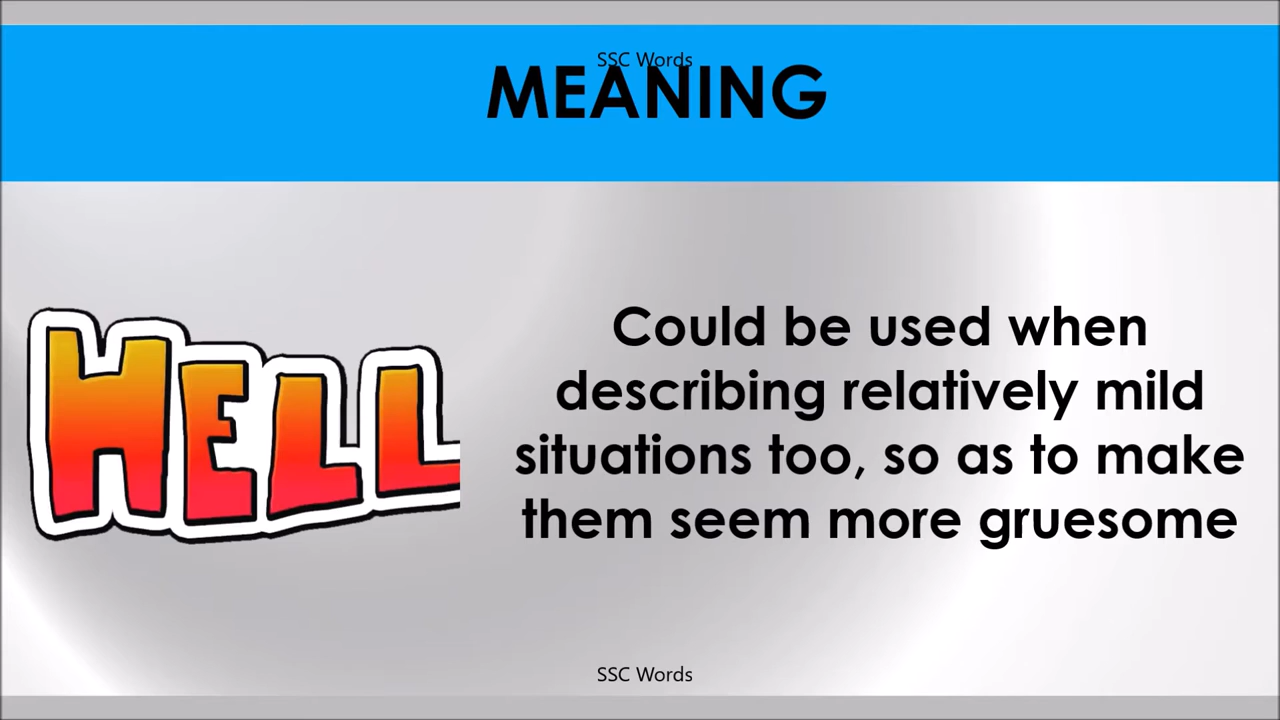 SSC Words
MEANING
HELL
Could be used when
describing relatively mild
situations too, so as to make
them seem more gruesome
SSC Words